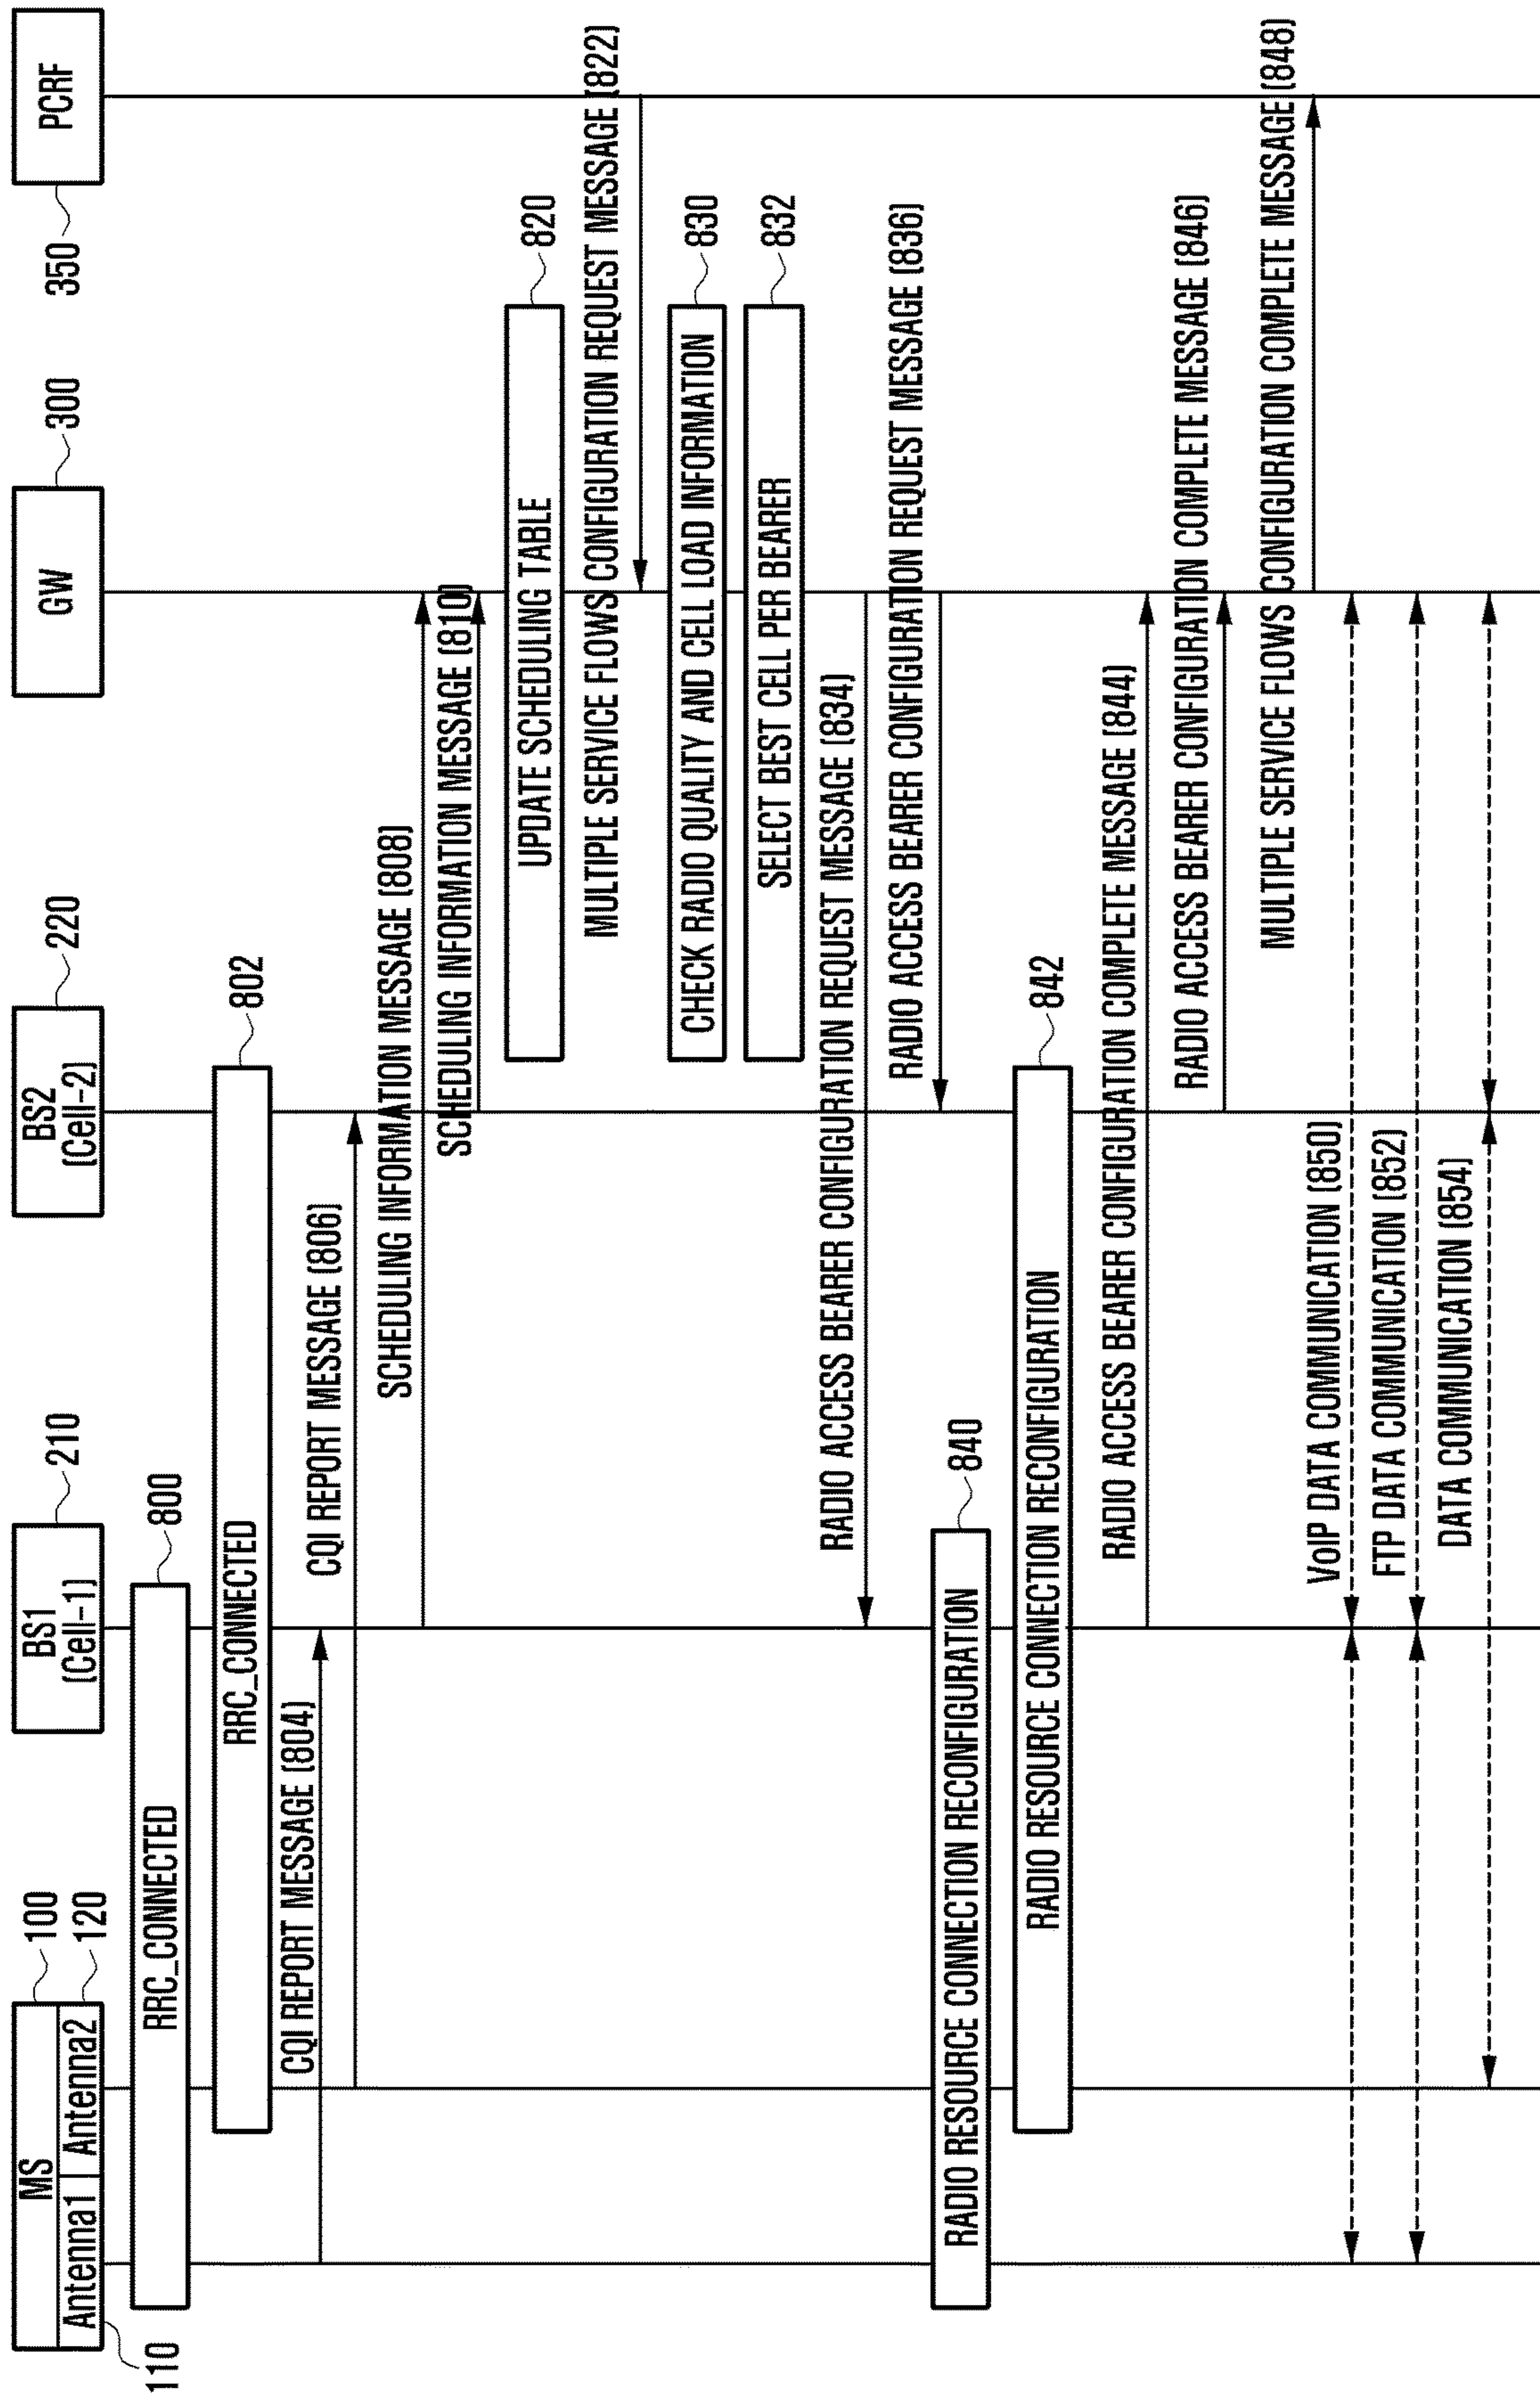 MS
100
Antenna1
Antenna2
120
110
BS1
(Cell-1)
210
BS2
(Cell-2)
220
GW
300
PCRF
350
RRC_CONNECTED
800
RRC_CONNECTED
802
CQI REPORT MESSAGE (804)
CQI REPORT MESSAGE (806)
SCHEDULING INFORMATION MESSAGE (808)
SCHEDULING INFORMATION MESSAGE (810)
UPDATE SCHEDULING TABLE
820
MULTIPLE SERVICE FLOWS CONFIGURATION REQUEST MESSAGE (822)
CHECK RADIO QUALITY AND CELL LOAD INFORMATION
830
SELECT BEST CELL PER BEARER
832
RADIO ACCESS BEARER CONFIGURATION REQUEST MESSAGE (834)
RADIO ACCESS BEARER CONFIGURATION REQUEST MESSAGE (836)
RADIO RESOURCE CONNECTION RECONFIGURATION
840
RADIO RESOURCE CONNECTION RECONFIGURATION
842
RADIO ACCESS BEARER CONFIGURATION COMPLETE MESSAGE (844)
RADIO ACCESS BEARER CONFIGURATION COMPLETE MESSAGE (846)
MULTIPLE SERVICE FLOWS CONFIGURATION COMPLETE MESSAGE (848)
VoIP DATA COMMUNICATION (850)
FTP DATA COMMUNICATION (852)
DATA COMMUNICATION (854)